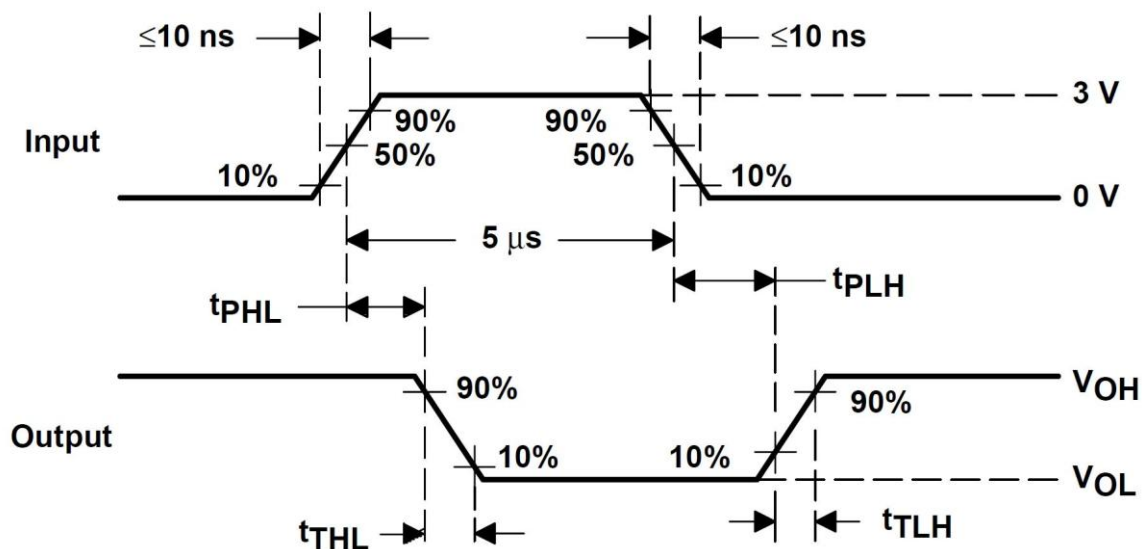 ≤10 ns
≤10 ns
3 V
90%
90%
Input
50%
50%
10%
10%
0 V
5 μs
tPLH
tPHL
VOH
90%
90%
Output
10%
10%
VOL
tTHL
tTLH